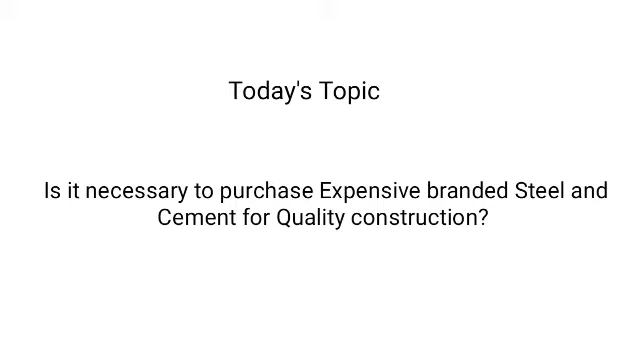 Today's Topic
Is it necessary to purchase Expensive branded Steel and
Cement for Quality construction?